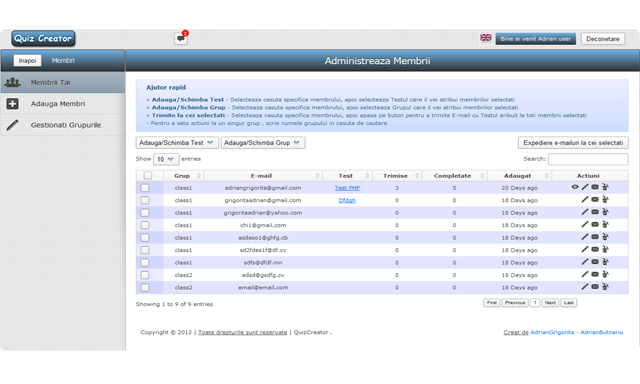 Quiz Creator
2
Bine ai venit Adrian user
Deconetare
Inapoi
Membri
Administreaza Membrii
Membrii Tai
Adauga Membri
Gestionati Grupurile
Ajutor rapid
» Adauga/Schimba Test - Selecteaza casuta specifica membrului, apoi selecteaza Testul care il vei atribui membrilor selectati
» Adauga/Schimba Grup - Selecteaza casuta specifica membrului, apoi selecteaza Grupul care il vei atribui membrilor selectati
» Trimite la cei selectati - Selecteaza casuta specifica membrului, apoi apasa pe buton pentru a trimite E-mail cu Testul aribuit la toti membrii selectati
- Pentru a seta actiuni la un singur grup , scrie numele grupului in casuta de cautare
Adauga/Schimba Test
Adauga/Schimba Grup
Expediere e-mailuri la cei selectati
Show 10 entries
Search:
Grup E-mail Test Trimise Completate Adaugat Actiuni
class1 adriangrigorita@gmail.com Test PHP 3 5 20 Days ago
class1 grigoritaadrian@gmail.com Dfdgh 0 0 18 Days ago
class1 grigoritaadrian@yahoo.com 0 0 18 Days ago
class1 chi1@gmail.com 0 0 18 Days ago
class1 asdaso1@ghfg.cb 0 0 18 Days ago
class1 sd2fdes1f@df.cv 0 0 18 Days ago
class1 sdfs@dfdf.mn 0 0 18 Days ago
class2 adsd@gsdfg.cv 0 0 18 Days ago
class2 email@email.com 0 0 18 Days ago
Showing 1 to 9 of 9 entries
First Previous 1 Next Last
Copyright © 2012 | Toate drepturile sunt rezervate | QuizCreator .
Creat de AdrianGrigorita - AdrianButnariu